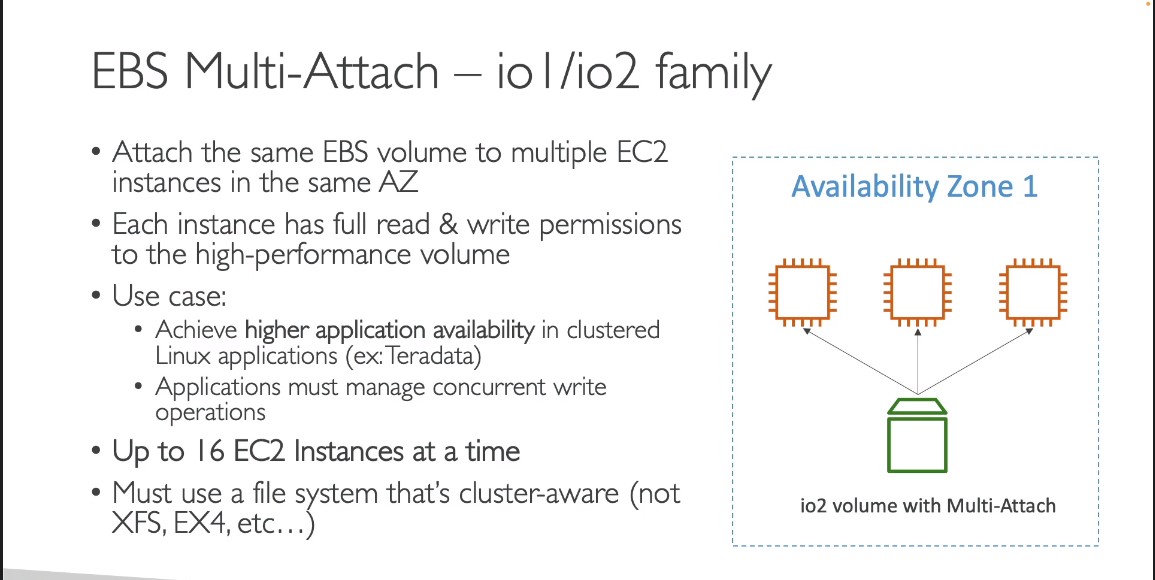 EBS Multi-Attach – io1/io2 family
• Attach the same EBS volume to multiple EC2
instances in the same AZ
• Each instance has full read & write permissions
to the high-performance volume
• Use case:
• Achieve higher application availability in clustered
Linux applications (ex: Teradata)
• Applications must manage concurrent write
operations
• Up to 16 EC2 Instances at a time
• Must use a file system that's cluster-aware (not
XFS, EX4, etc…)
Availability Zone 1
io2 volume with Multi-Attach